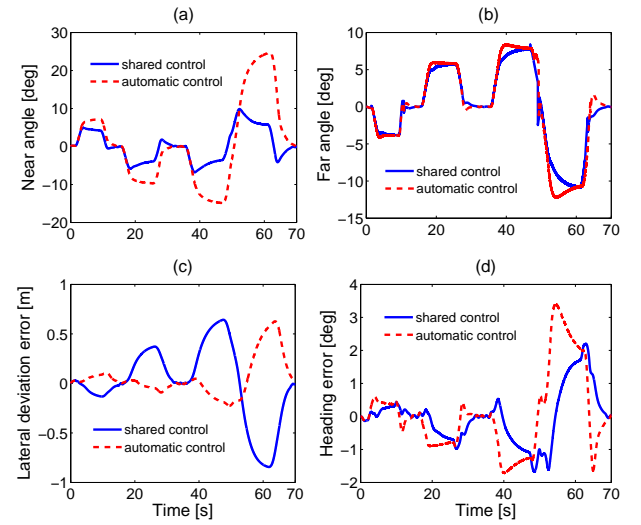 (a)
Near angle [deg]
30
20
10
0
−10
−20
shared control
automatic control
0 10 20 30 40 50 60 70
(b)
Far angle [deg]
10
5
0
−5
−10
−15
shared control
automatic control
0 10 20 30 40 50 60 70
(c)
Lateral deviation error [m]
1
0.5
0
−0.5
−1
shared control
automatic control
0 10 20 30 40 50 60 70
Time [s]
(d)
Heading error [deg]
4
3
2
1
0
−1
−2
shared control
automatic control
0 10 20 30 40 50 60 70
Time [s]